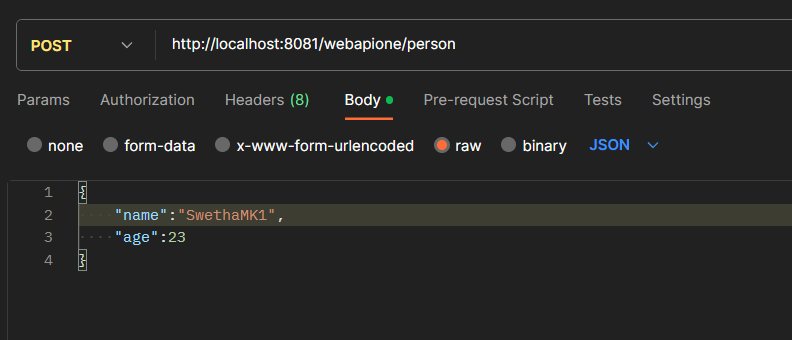 POST http://localhost:8081/webapione/person
Params Authorization Headers (8) Body Pre-request Script Tests Settings
none form-data x-www-form-urlencoded raw binary JSON
1 {
2 ····"name":"SwethaMK1",
3 ····"age":23
4 }